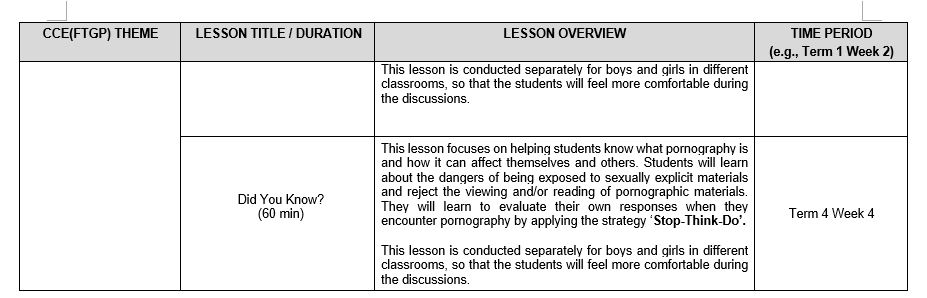 CCE(FTGP) THEME
LESSON TITLE / DURATION
LESSON OVERVIEW
TIME PERIOD
(e.g., Term 1 Week 2)
This lesson is conducted separately for boys and girls in different
classrooms, so that the students will feel more comfortable during
the discussions.
Did You Know?
(60 min)
This lesson focuses on helping students know what pornography is
and how it can affect themselves and others. Students will learn
about the dangers of being exposed to sexually explicit materials
and reject the viewing and/or reading of pornographic materials.
They will learn to evaluate their own responses when they
encounter pornography by applying the strategy ‘Stop-Think-Do’.
This lesson is conducted separately for boys and girls in different
classrooms, so that the students will feel more comfortable during
the discussions.
Term 4 Week 4